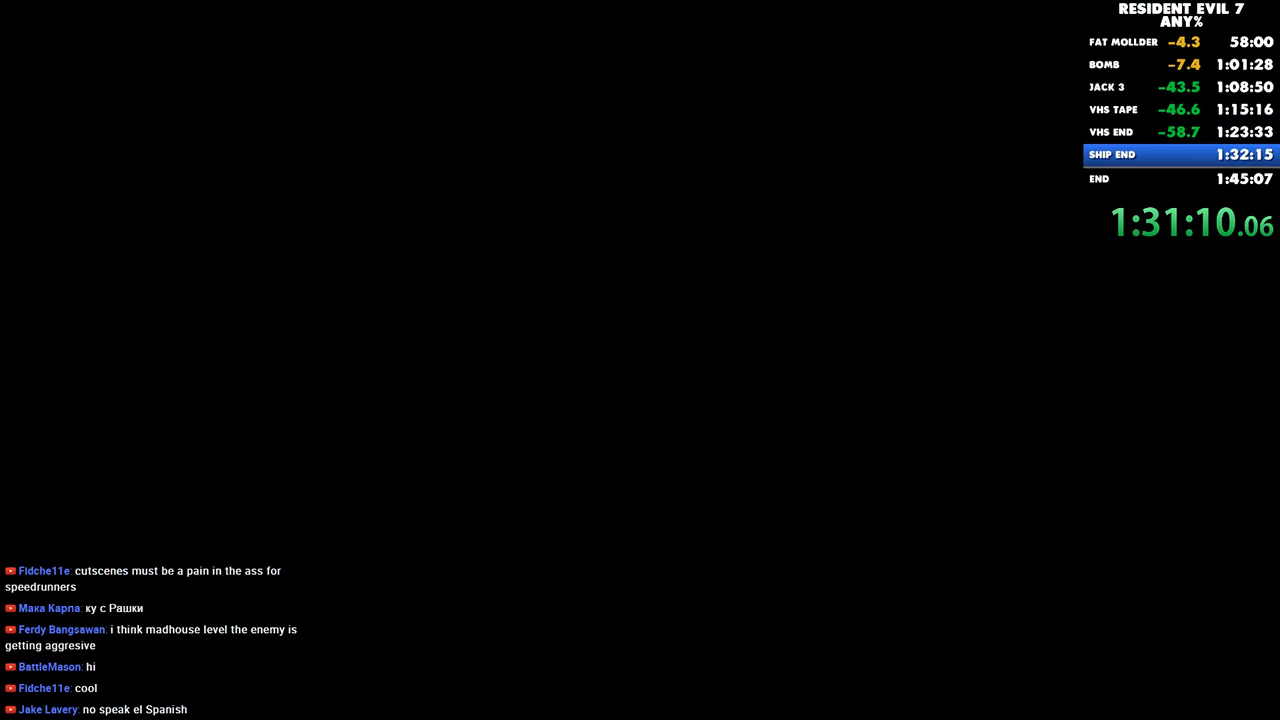 RESIDENT EVIL 7
ANY%
FAT MOLLDER -4.3 58:00
BOMB -7.4 1:01:28
JACK 3 -43.5 1:08:50
VHS TAPE -46.6 1:15:16
VHS END -58.7 1:23:33
SHIP END 1:32:15
END 1:45:07
1:31:10.06
Fidche11e: cutscenes must be a pain in the ass for
speedrunners
Мака Карпа: ку с Рашки
Ferdy Bangsawan: i think madhouse level the enemy is
getting aggresive
BattleMason: hi
Fidche11e: cool
Jake Lavery: no speak el Spanish